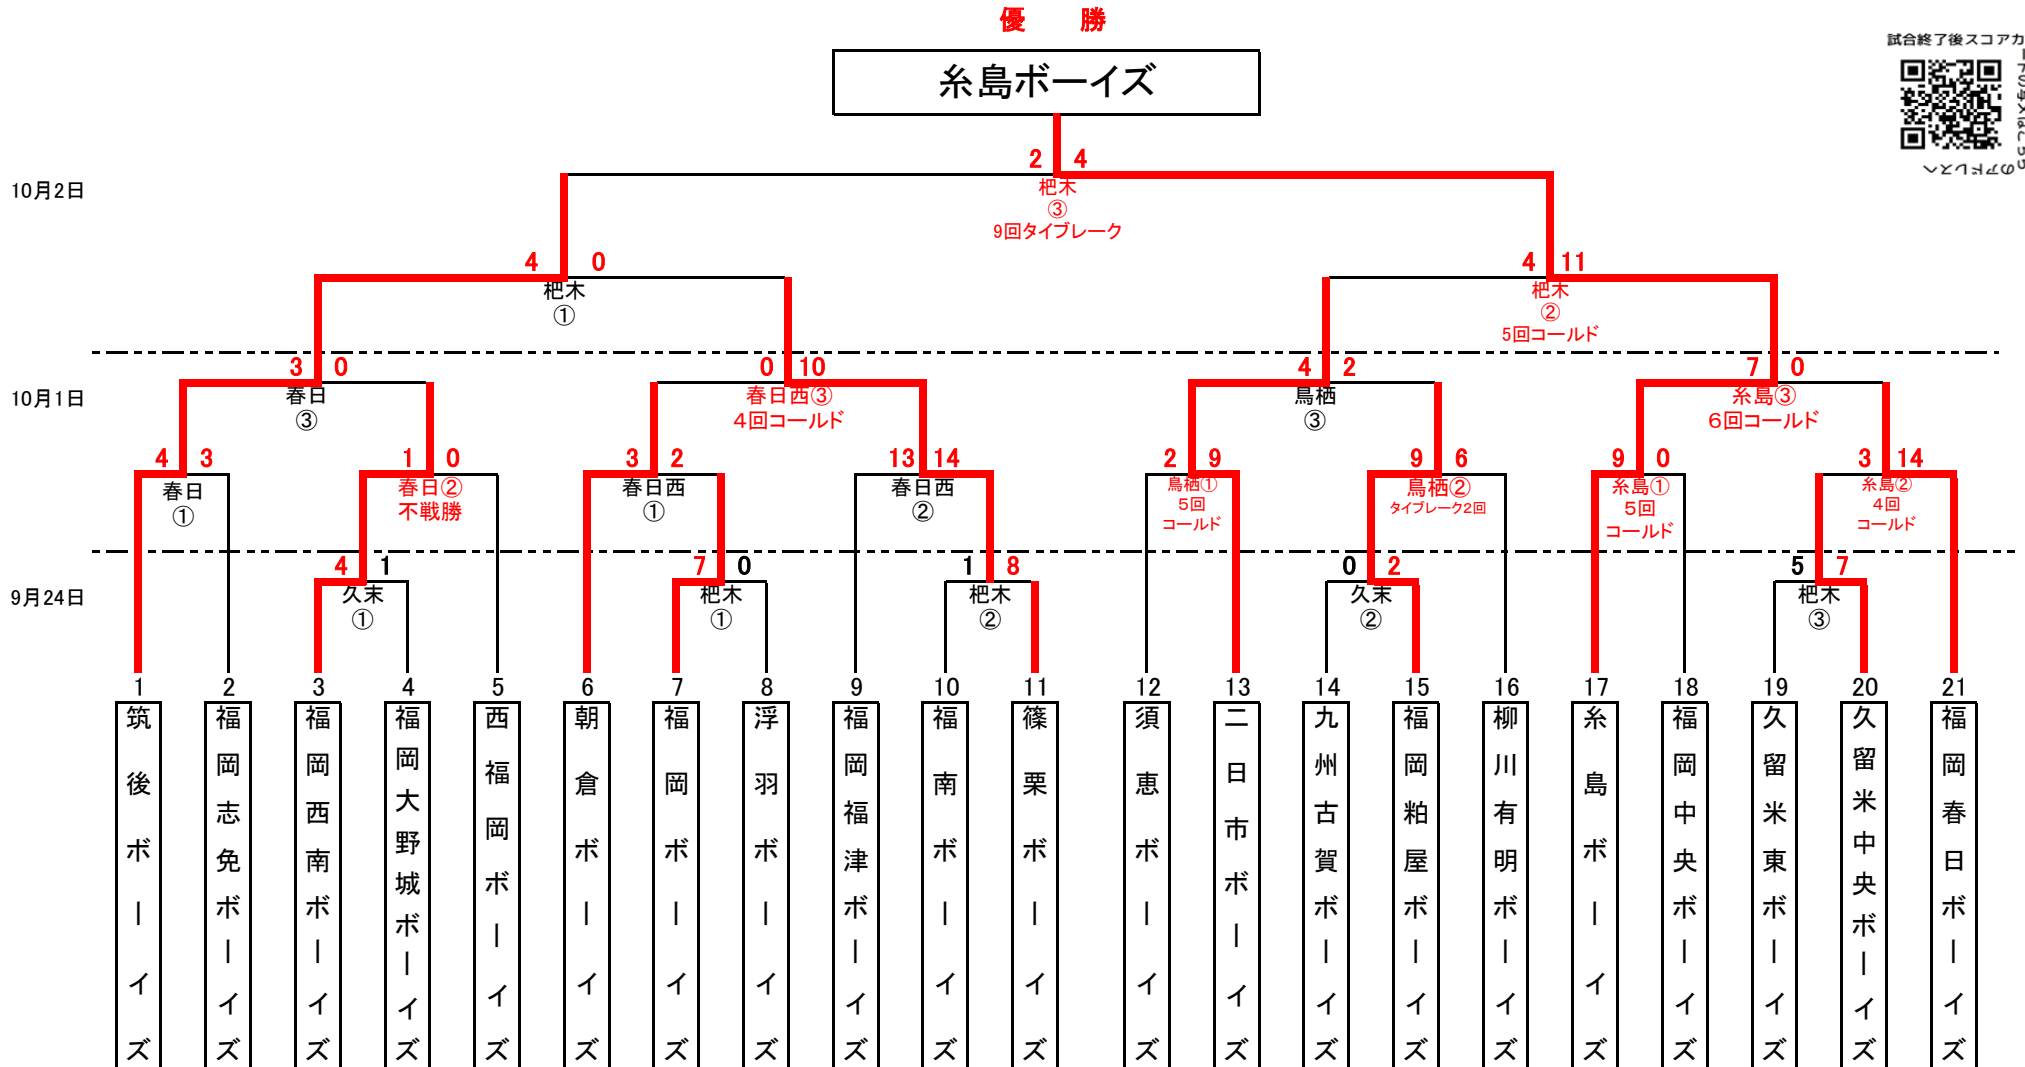 優　勝
糸島ボーイズ
試合終了後スコアカ
のアドレスへ
10月2日
2 4
杷木
③
9回タイブレーク
4 0
杷木
①
4 11
杷木
②
5回コールド
10月1日
3 0
春日
③
0 10
春日西③
4回コールド
4 2
鳥栖
③
7 0
糸島③
6回コールド
4 3
春日
①
1 0
春日②
不戦勝
3 2
春日西
①
13 14
春日西
②
2 9
鳥栖①
5回
コールド
9 6
鳥栖②
タイブレーク2回
9 0
糸島①
5回
コールド
3 14
糸島②
4回
コールド
9月24日
4 1
久末
①
7 0
杷木
①
1 8
杷木
②
0 2
久末
②
5 7
杷木
③
1 2 3 4 5 6 7 8 9 10 11 12 13 14 15 16 17 18 19 20 21
筑後ボーイズ
福岡志免ボーイズ
福岡西南ボーイズ
福岡大野城ボーイズ
西福岡ボーイズ
朝倉ボーイズ
福岡ボーイズ
浮羽ボーイズ
福岡福津ボーイズ
福南ボーイズ
篠栗ボーイズ
須恵ボーイズ
二日市ボーイズ
九州古賀ボーイズ
福岡粕屋ボーイズ
柳川有明ボーイズ
糸島ボーイズ
福岡中央ボーイズ
久留米東ボーイズ
久留米中央ボーイズ
福岡春日ボーイズ